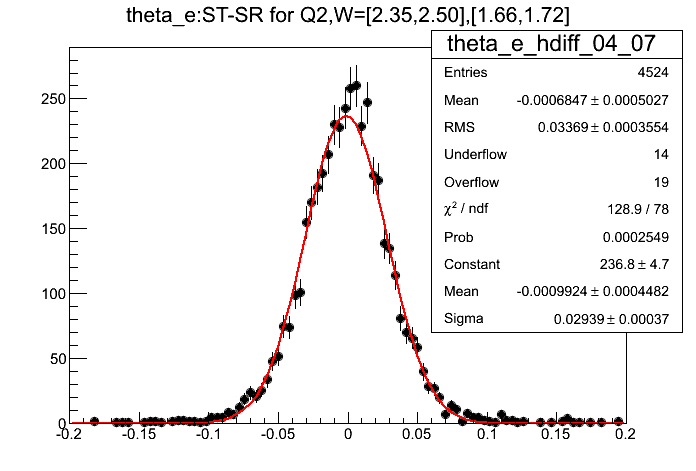 theta_e:ST-SR for Q2,W=[2.35,2.50],[1.66,1.72]
theta_e_hdiff_04_07
Entries 4524
Mean -0.0006847 ± 0.0005027
RMS 0.03369 ± 0.0003554
Underflow 14
Overflow 19
χ² / ndf 128.9 / 78
Prob 0.0002549
Constant 236.8 ± 4.7
Mean -0.0009924 ± 0.0004482
Sigma 0.02939 ± 0.00037
250
200
150
100
50
0
-0.2 -0.15 -0.1 -0.05 0 0.05 0.1 0.15 0.2